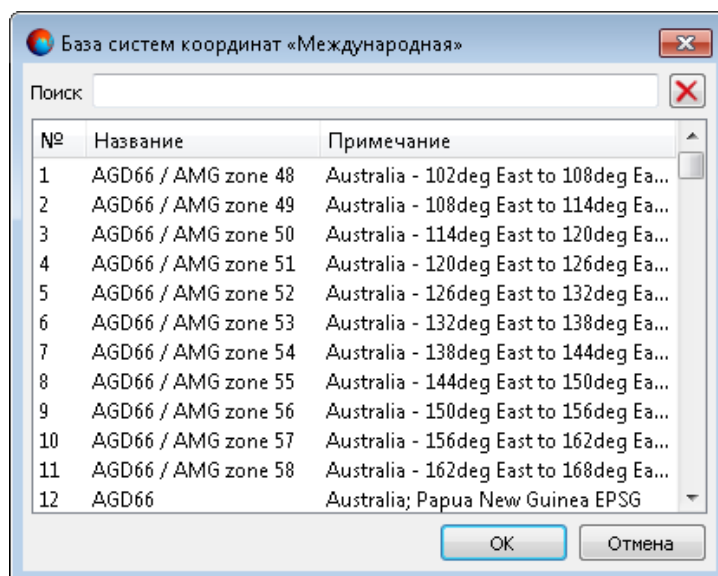 База систем координат «Международная»
Поиск
№ Название Примечание
1 AGD66 / AMG zone 48 Australia - 102deg East to 108deg Ea...
2 AGD66 / AMG zone 49 Australia - 108deg East to 114deg Ea...
3 AGD66 / AMG zone 50 Australia - 114deg East to 120deg Ea...
4 AGD66 / AMG zone 51 Australia - 120deg East to 126deg Ea...
5 AGD66 / AMG zone 52 Australia - 126deg East to 132deg Ea...
6 AGD66 / AMG zone 53 Australia - 132deg East to 138deg Ea...
7 AGD66 / AMG zone 54 Australia - 138deg East to 144deg Ea...
8 AGD66 / AMG zone 55 Australia - 144deg East to 150deg Ea...
9 AGD66 / AMG zone 56 Australia - 150deg East to 156deg Ea...
10 AGD66 / AMG zone 57 Australia - 156deg East to 162deg Ea...
11 AGD66 / AMG zone 58 Australia - 162deg East to 168deg Ea...
12 AGD66 Australia; Papua New Guinea EPSG
ОК Отмена